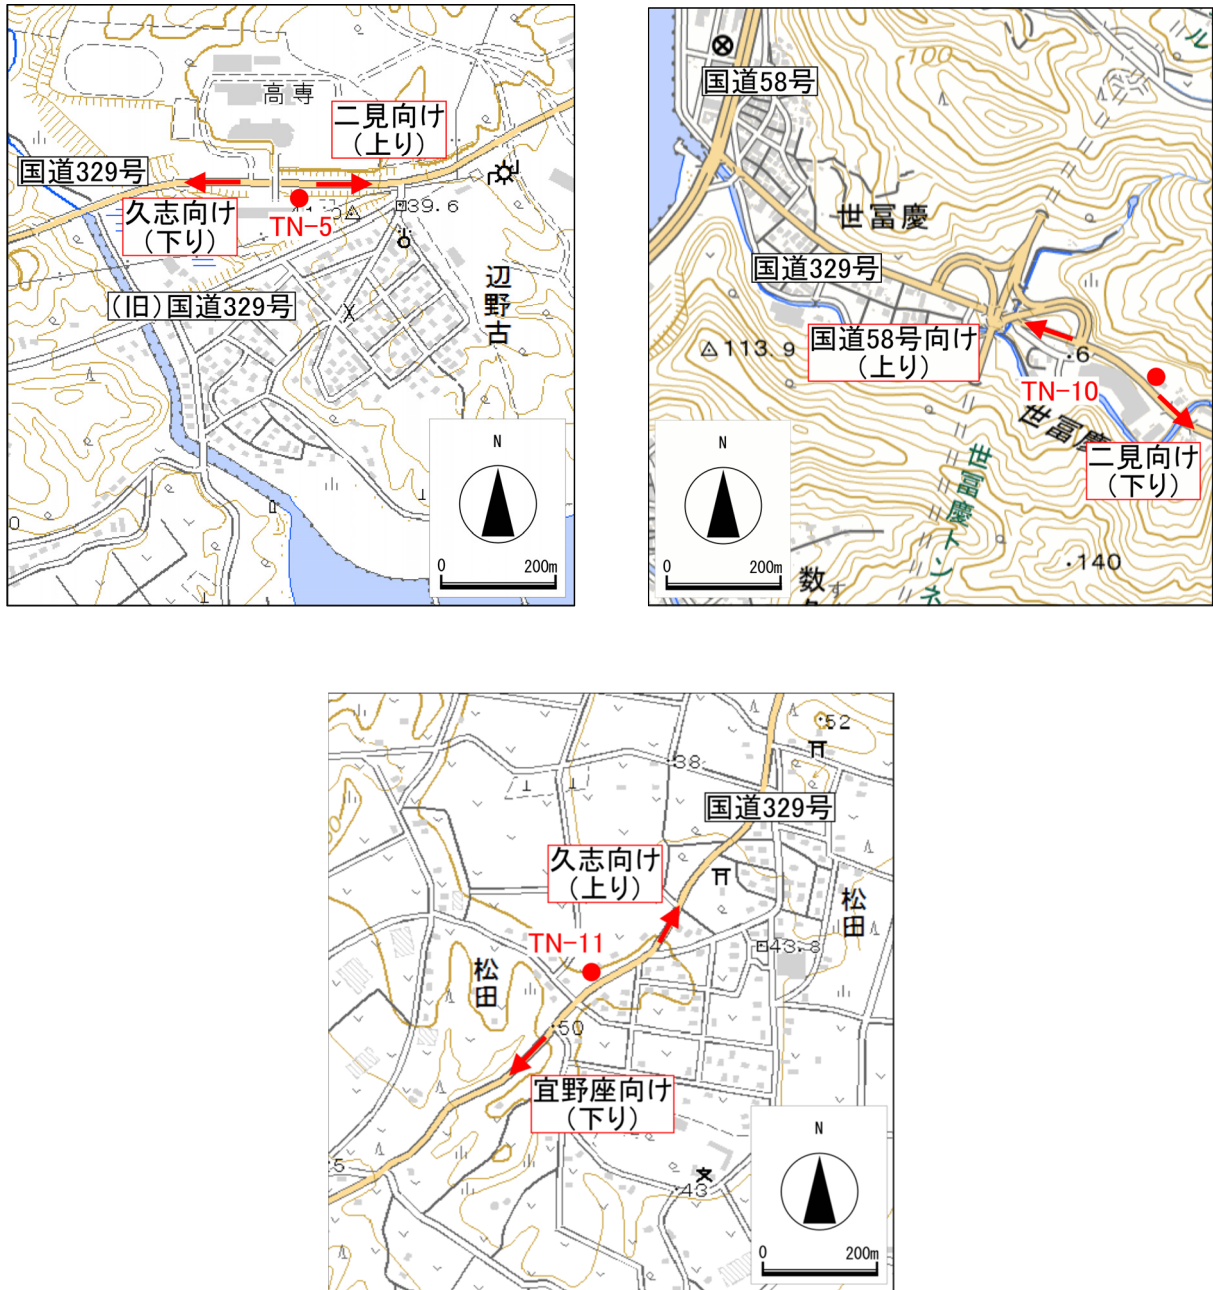 高専
二見向け
(上り)
国道329号
久志向け
(下り)
TN-5
39.6
(旧)国道329号
辺野古
N
0 200m
100
国道58号
世冨慶
国道329号
国道58号向け
(上り)
113.9
・6
TN-10
世冨慶
二見向け
(下り)
世冨慶トンネ
・140
数
す
N
0 200m
・52
・38
国道329号
久志向け
(上り)
松田
TN-11
43.8
松田
・50
宜野座向け
(下り)
・43
N
0 200m